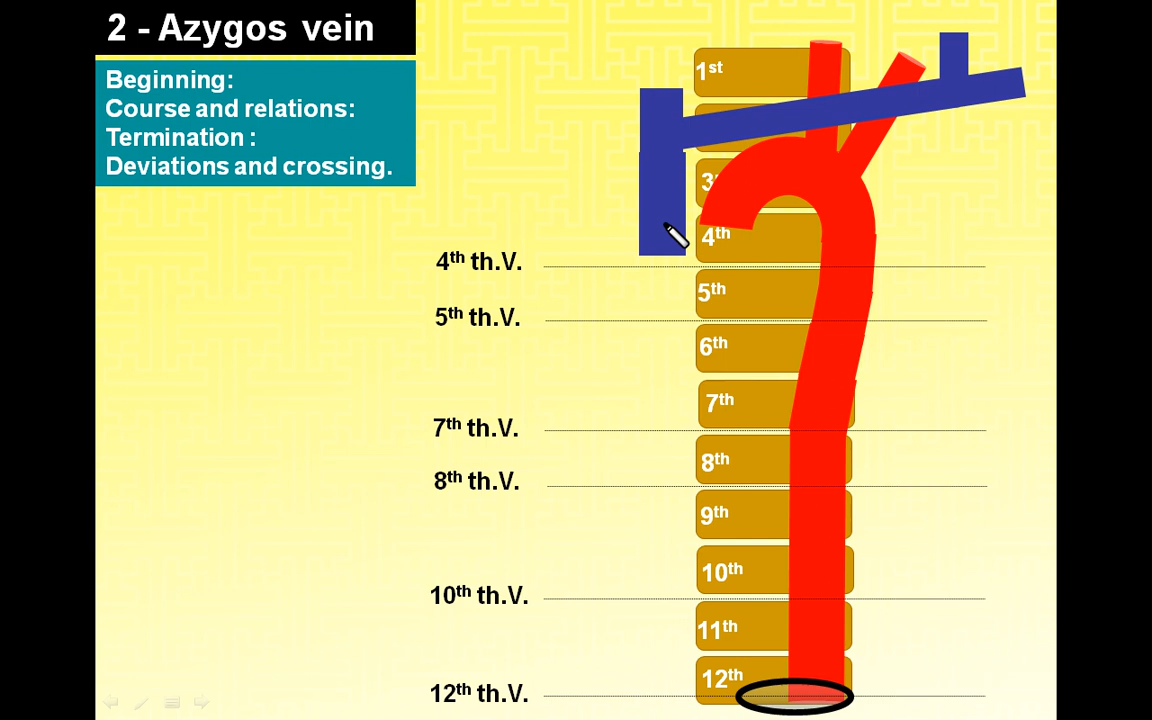 2 - Azygos vein
Beginning:
Course and relations:
Termination :
Deviations and crossing.
1st
3
4th
4th th.V.
5th
5th th.V.
6th
7th
7th th.V.
8th
8th th.V.
9th
10th
10th th.V.
11th
12th
12th th.V.